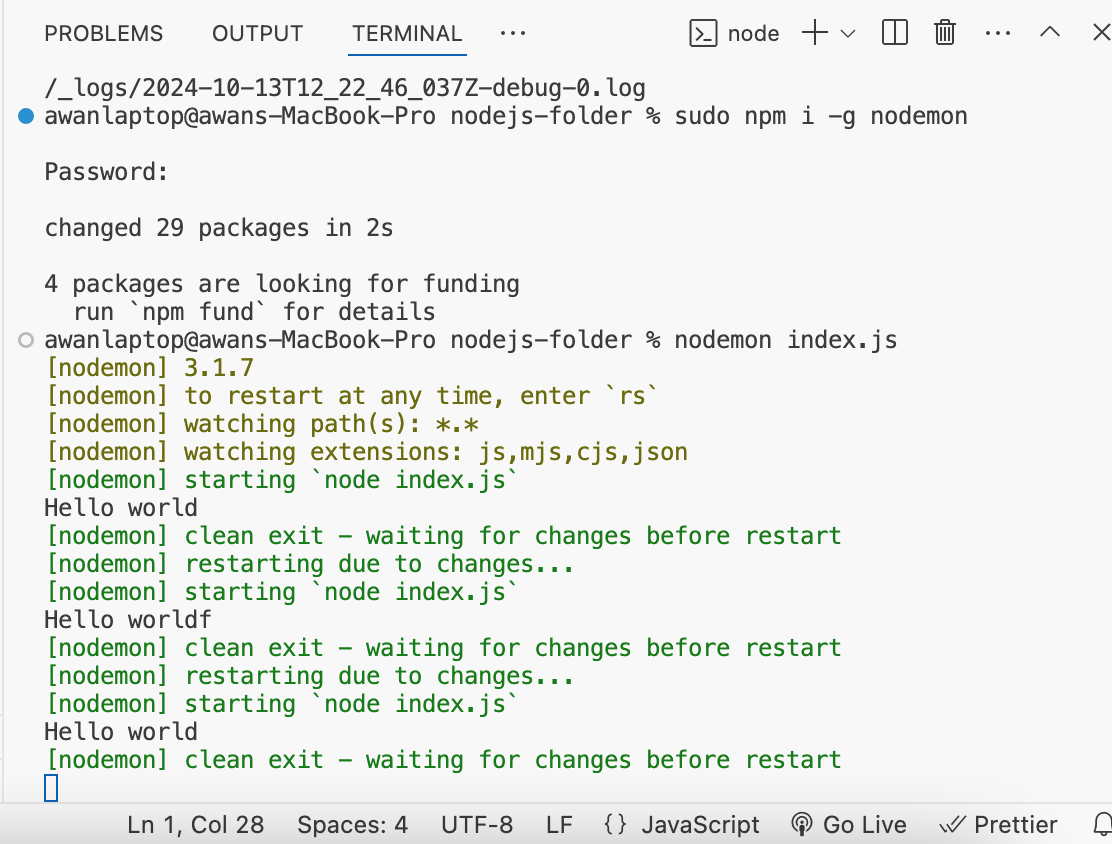 PROBLEMS OUTPUT TERMINAL ··· node
/_logs/2024-10-13T12_22_46_037Z-debug-0.log
awanlaptop@awans-MacBook-Pro nodejs-folder % sudo npm i -g nodemon
Password:
changed 29 packages in 2s
4 packages are looking for funding
  run `npm fund` for details
awanlaptop@awans-MacBook-Pro nodejs-folder % nodemon index.js
[nodemon] 3.1.7
[nodemon] to restart at any time, enter `rs`
[nodemon] watching path(s): *.*
[nodemon] watching extensions: js,mjs,cjs,json
[nodemon] starting `node index.js`
Hello world
[nodemon] clean exit - waiting for changes before restart
[nodemon] restarting due to changes...
[nodemon] starting `node index.js`
Hello worldf
[nodemon] clean exit - waiting for changes before restart
[nodemon] restarting due to changes...
[nodemon] starting `node index.js`
Hello world
[nodemon] clean exit - waiting for changes before restart
Ln 1, Col 28 Spaces: 4 UTF-8 LF {} JavaScript Go Live Prettier